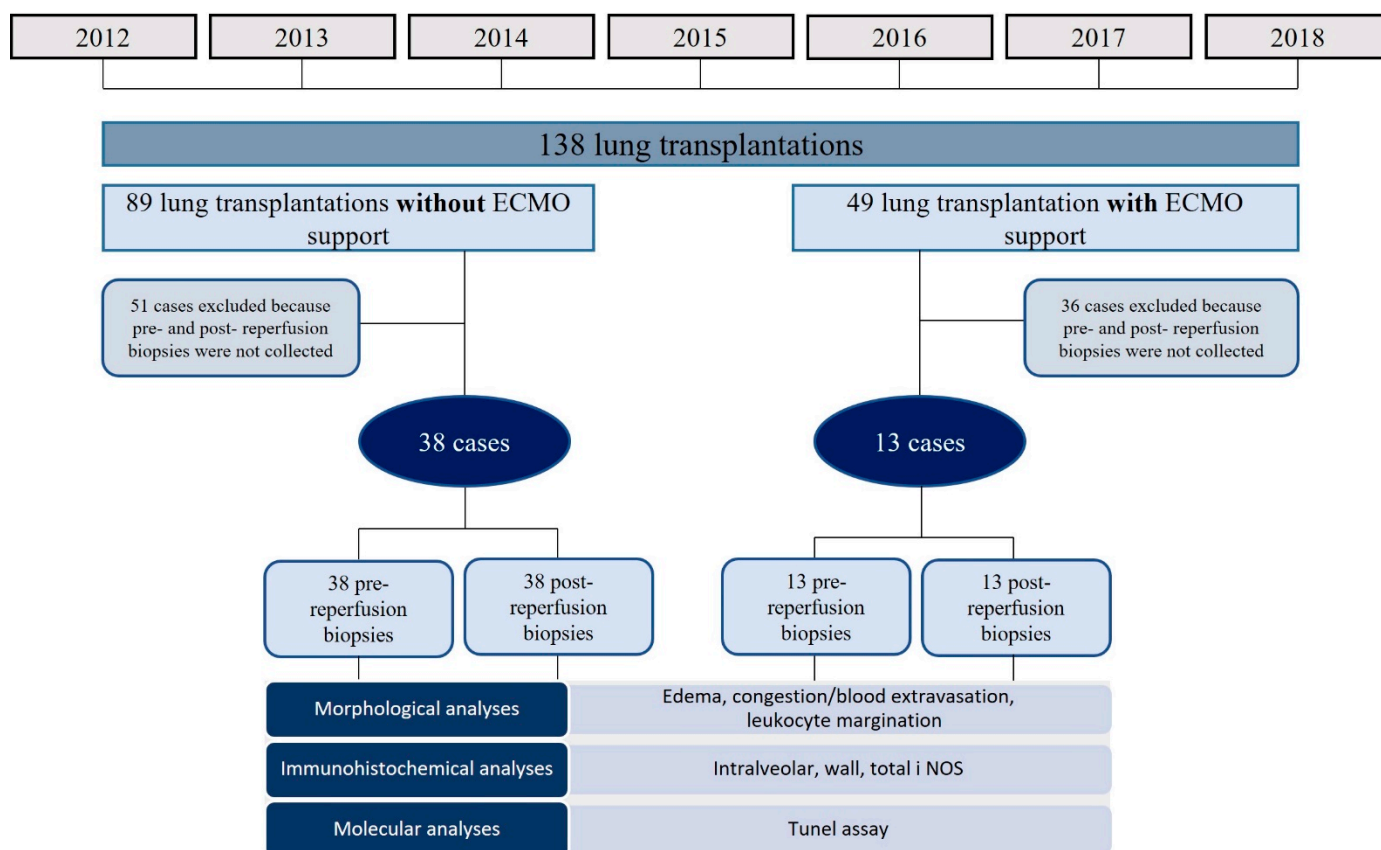 2012
2013
2014
2015
2016
2017
2018
138 lung transplantations
89 lung transplantations without ECMO
support
49 lung transplantation with ECMO
support
51 cases excluded because
pre- and post- reperfusion
biopsies were not collected
36 cases excluded because
pre- and post- reperfusion
biopsies were not collected
38 cases
13 cases
38 pre-
reperfusion
biopsies
38 post-
reperfusion
biopsies
13 pre-
reperfusion
biopsies
13 post-
reperfusion
biopsies
Morphological analyses
Edema, congestion/blood extravasation,
leukocyte margination
Immunohistochemical analyses
Intralveolar, wall, total i NOS
Molecular analyses
Tunel assay